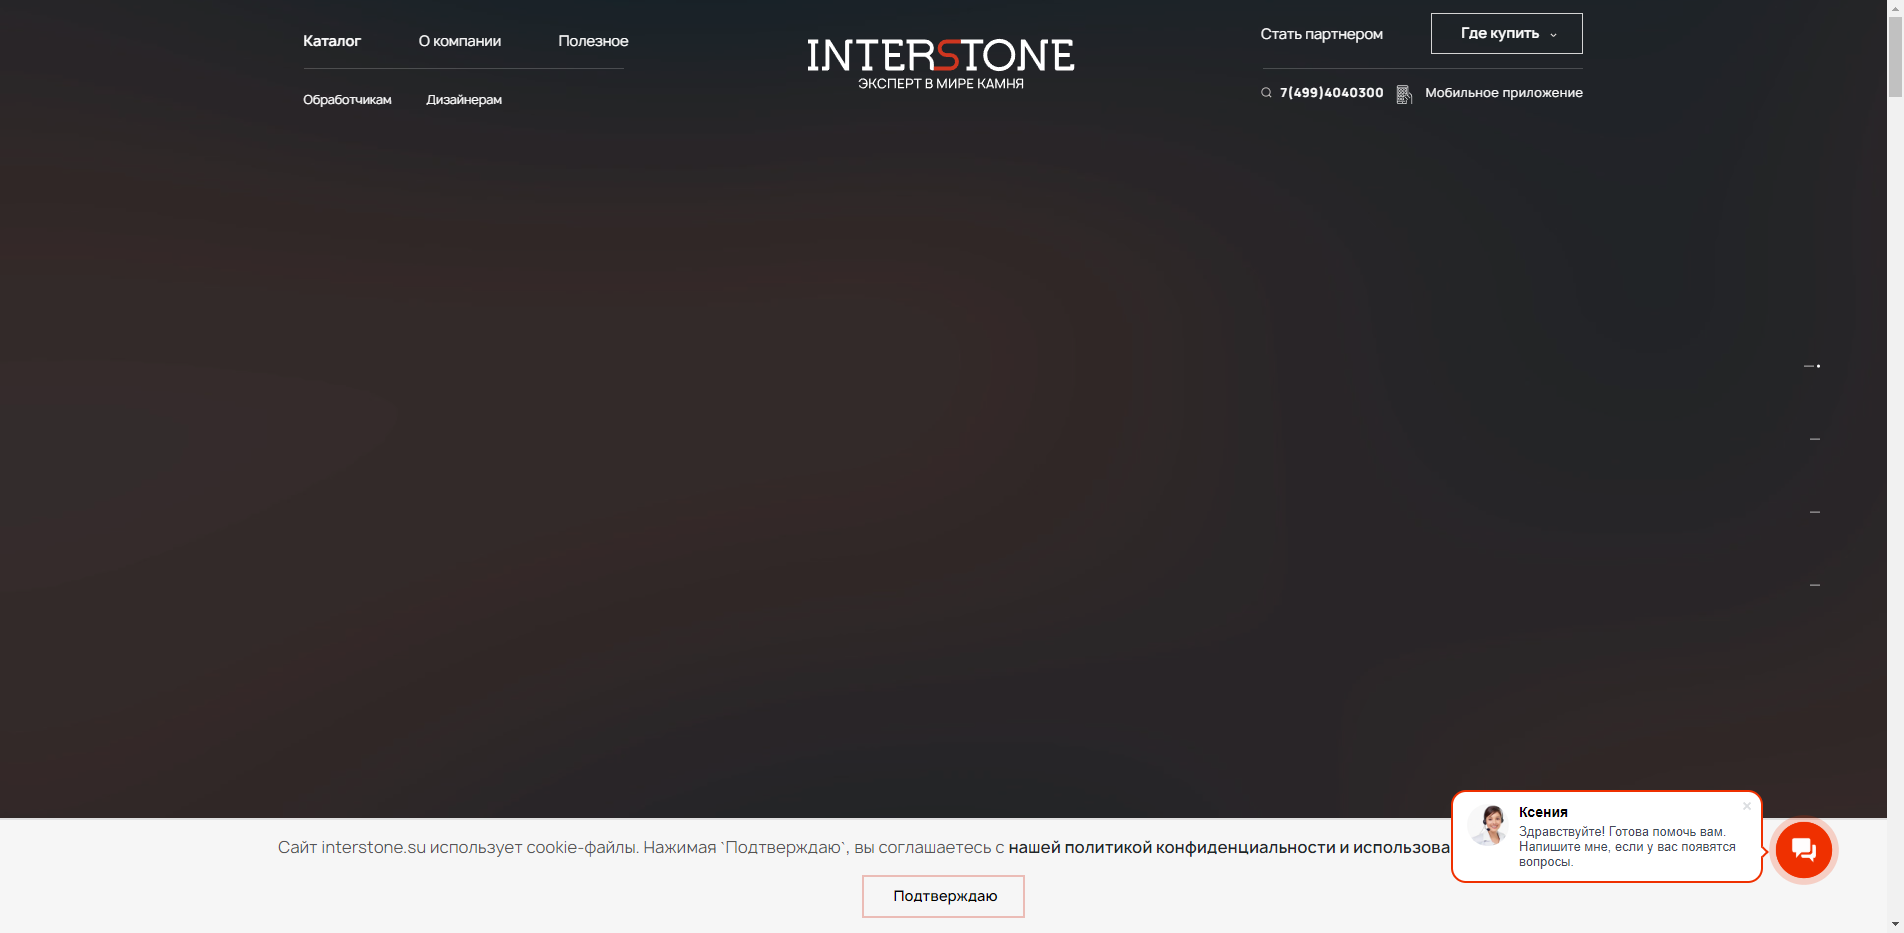 Каталог
О компании
Полезное
Обработчикам
Дизайнерам
INTERSTONE
ЭКСПЕРТ В МИРЕ КАМНЯ
Стать партнером
Где купить
7(499)4040300
Мобильное приложение
Сайт interstone.su использует cookie-файлы. Нажимая `Подтверждаю`, вы соглашаетесь с нашей политикой конфиденциальности и использова
Подтверждаю
Ксения
Здравствуйте! Готова помочь вам.
Напишите мне, если у вас появятся
вопросы.